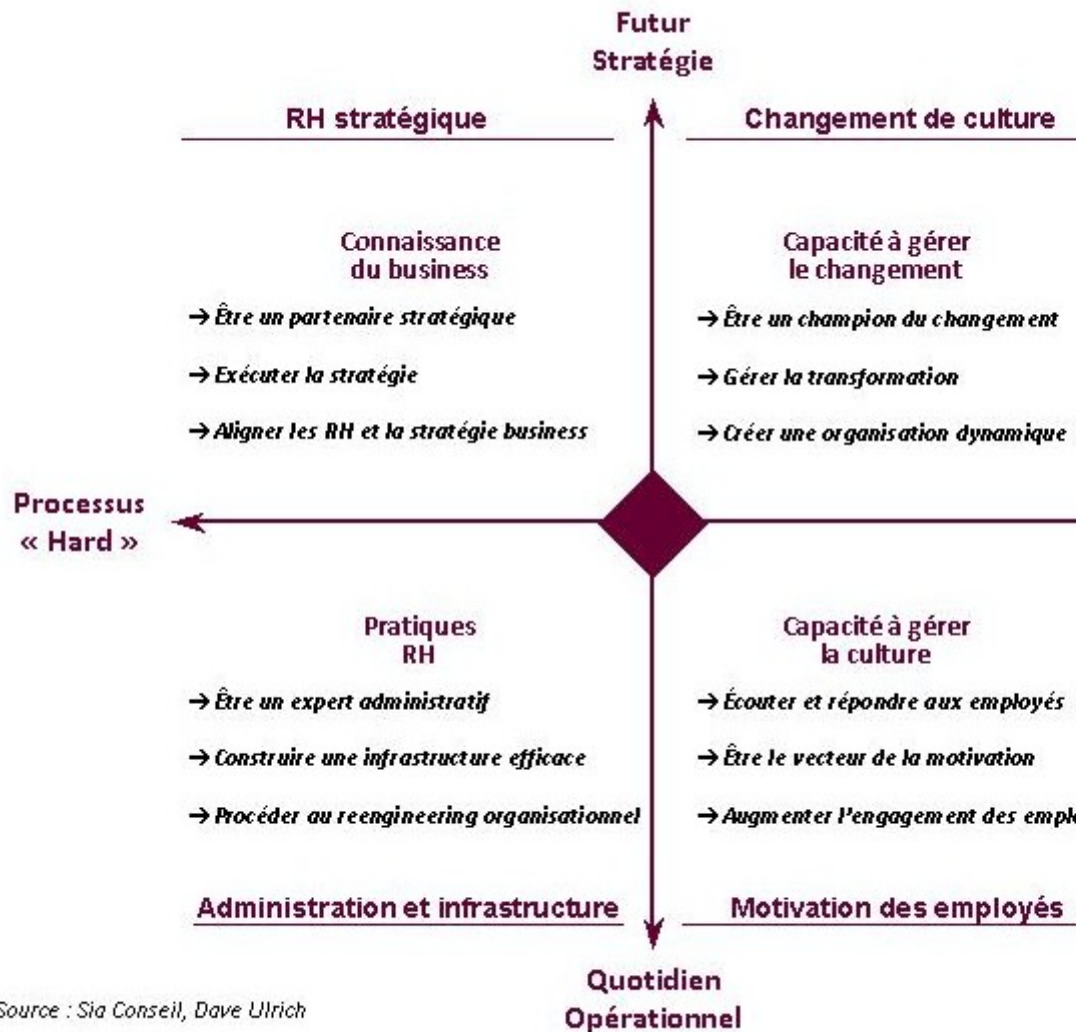 Futur
Stratégie
RH stratégique
Changement de culture
Connaissance
du business
→ Être un partenaire stratégique
→ Exécuter la stratégie
→ Aligner les RH et la stratégie business
Capacité à gérer
le changement
→ Être un champion du changement
→ Gérer la transformation
→ Créer une organisation dynamique
Processus
« Hard »
Pratiques
RH
→ Être un expert administratif
→ Construire une infrastructure efficace
→ Procéder au reengineering organisationnel
Capacité à gérer
la culture
→ Écouter et répondre aux employés
→ Être le vecteur de la motivation
→ Augmenter l'engagement des
Administration et infrastructure
Motivation des employés
Quotidien
Opérationnel
Source : Sia Conseil, Dave Ulrich